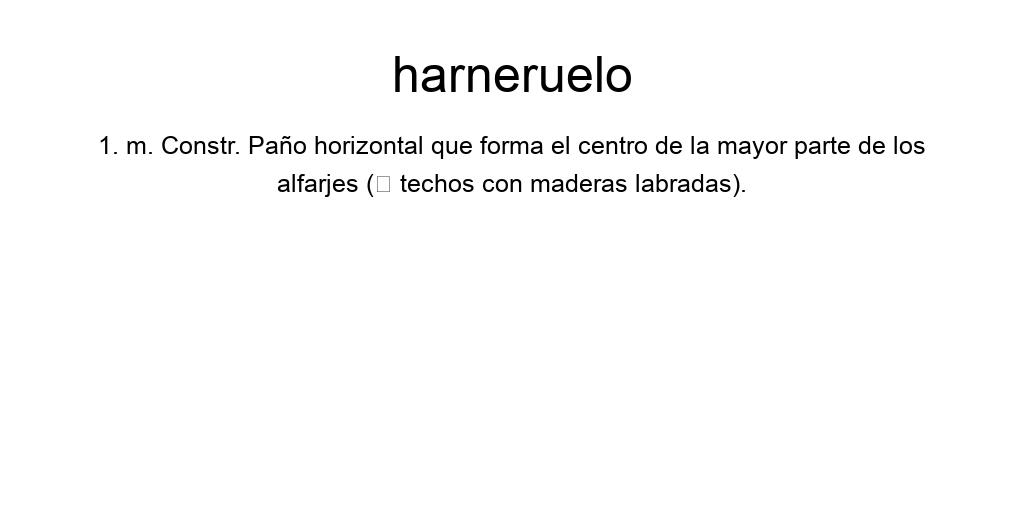 harneruelo
1. m. Constr. Paño horizontal que forma el centro de la mayor parte de los
alfarjes (□ techos con maderas labradas).